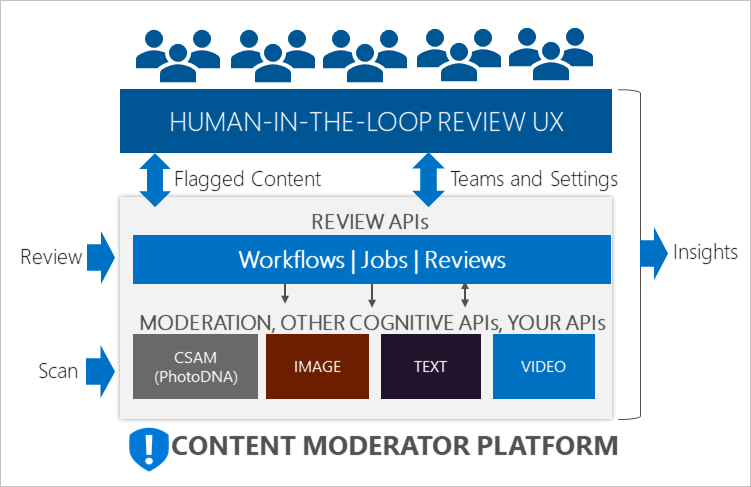 HUMAN-IN-THE-LOOP REVIEW UX
Flagged Content
Teams and Settings
REVIEW APIs
Review
Workflows | Jobs | Reviews
Insights
MODERATION, OTHER COGNITIVE APIs, YOUR APIs
Scan
CSAM
(PhotoDNA)
IMAGE
TEXT
VIDEO
CONTENT MODERATOR PLATFORM